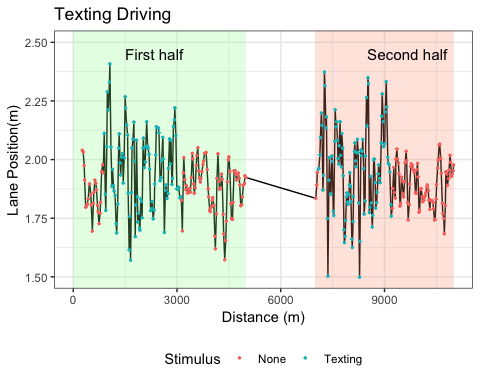 Texting Driving
First half
Second half
Lane Position(m)
2.50
2.25
2.00
1.75
1.50
0
3000
6000
9000
Distance (m)
Stimulus
None
Texting